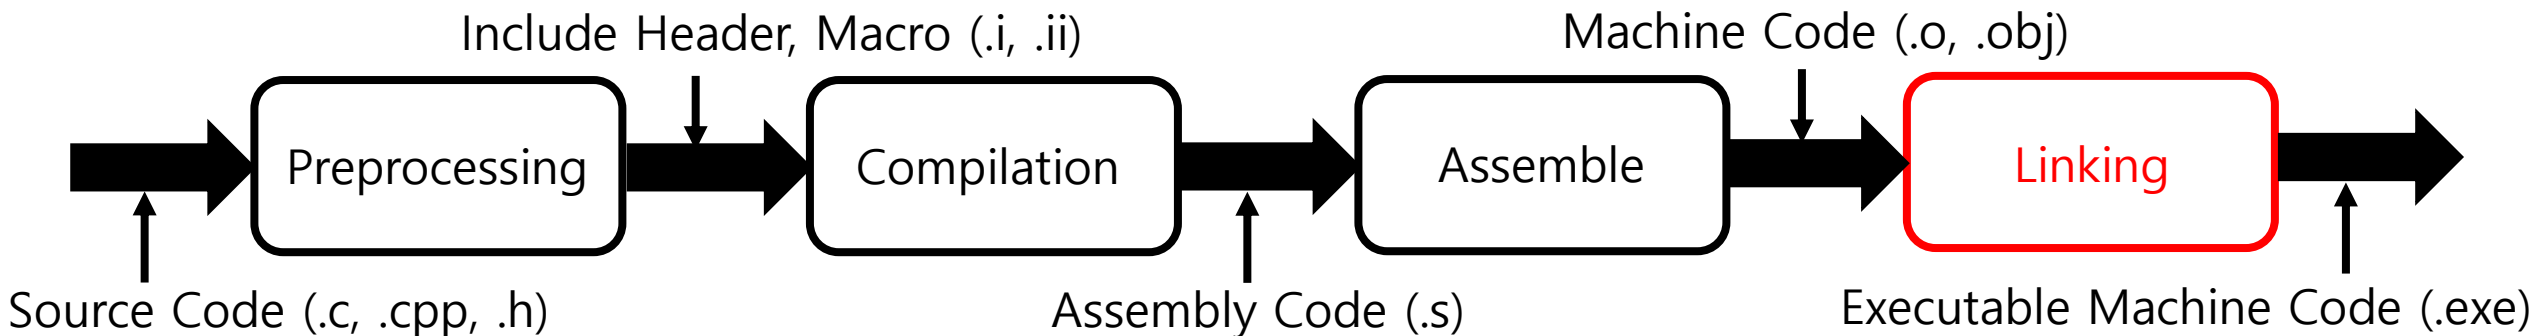 Include Header, Macro (.i, .ii)
Machine Code (.o, .obj)
Preprocessing
Compilation
Assemble
Linking
Source Code (.c, .cpp, .h)
Assembly Code (.s)
Executable Machine Code (.exe)